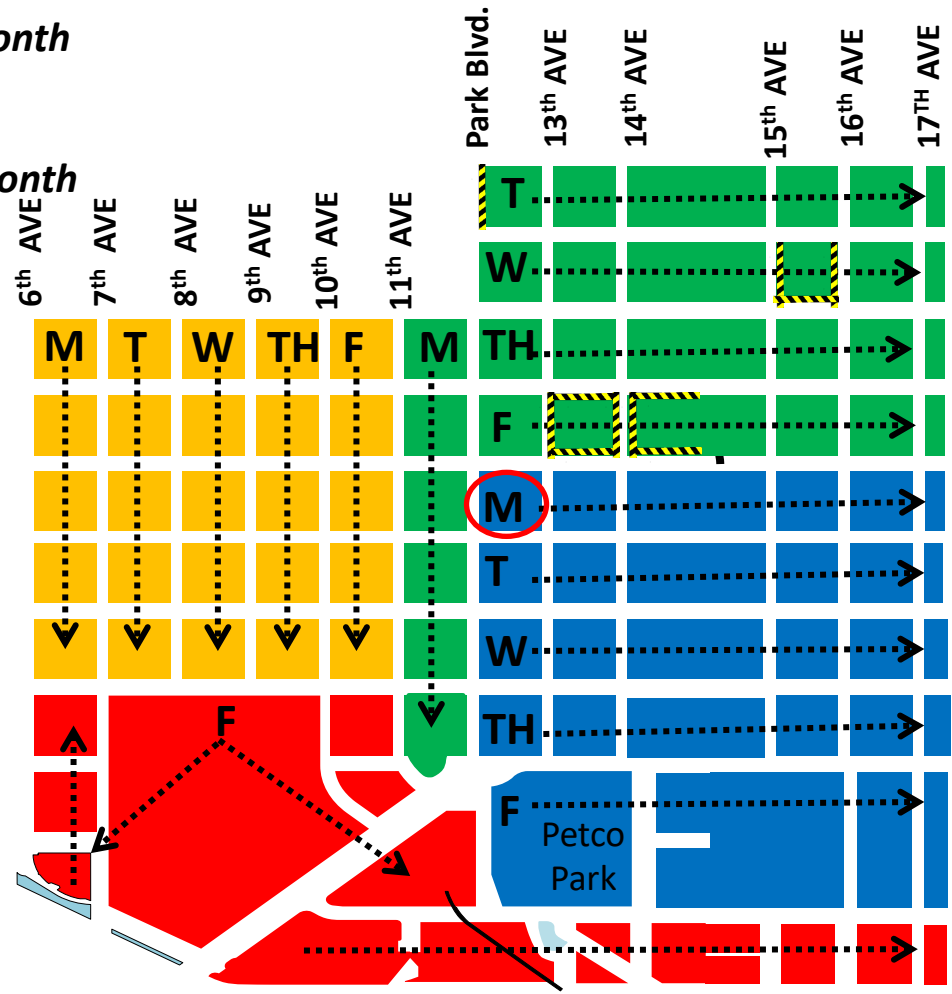 onth
Park Blvd.
13th AVE
14th AVE
15th AVE
16th AVE
17TH AVE
onth
6th AVE
7th AVE
8th AVE
9th AVE
10th AVE
11th AVE
T
W
M T W TH F M TH
F
M
T
W
F TH
F
Petco
Park